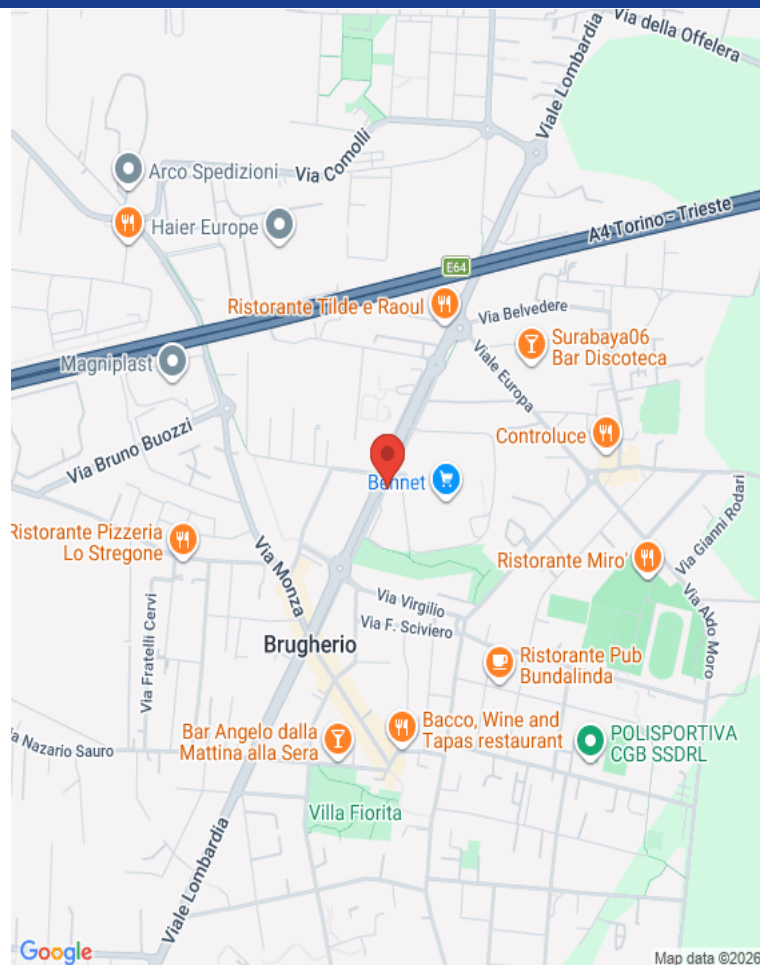 Via della Offelera
Viale Lombardia
Arco Spedizioni
Via Comolli
Haier Europe
A4 Torino - Trieste
E64
Ristorante Tilde e Raoul
Via Belvedere
Surabaya06
Bar Discoteca
Magniplast
Viale Europa
Controluce
Via Bruno Buozzi
Bennet
Ristorante Pizzeria
Lo Stregone
Via Monza
Ristorante Miro'
Via Gianni Rodari
Via Aldo Moro
Via Fratelli Cervi
Via Virgilio
Via F. Sciviero
Brugherio
Ristorante Pub
Bundalinda
Bar Angelo dalla
Mattina alla Sera
Bacco, Wine and
Tapas restaurant
POLISPORTIVA
CGB SSDRL
a Nazario Sauro
Villa Fiorita
Viale Lombardia
Google
Map data ©2026